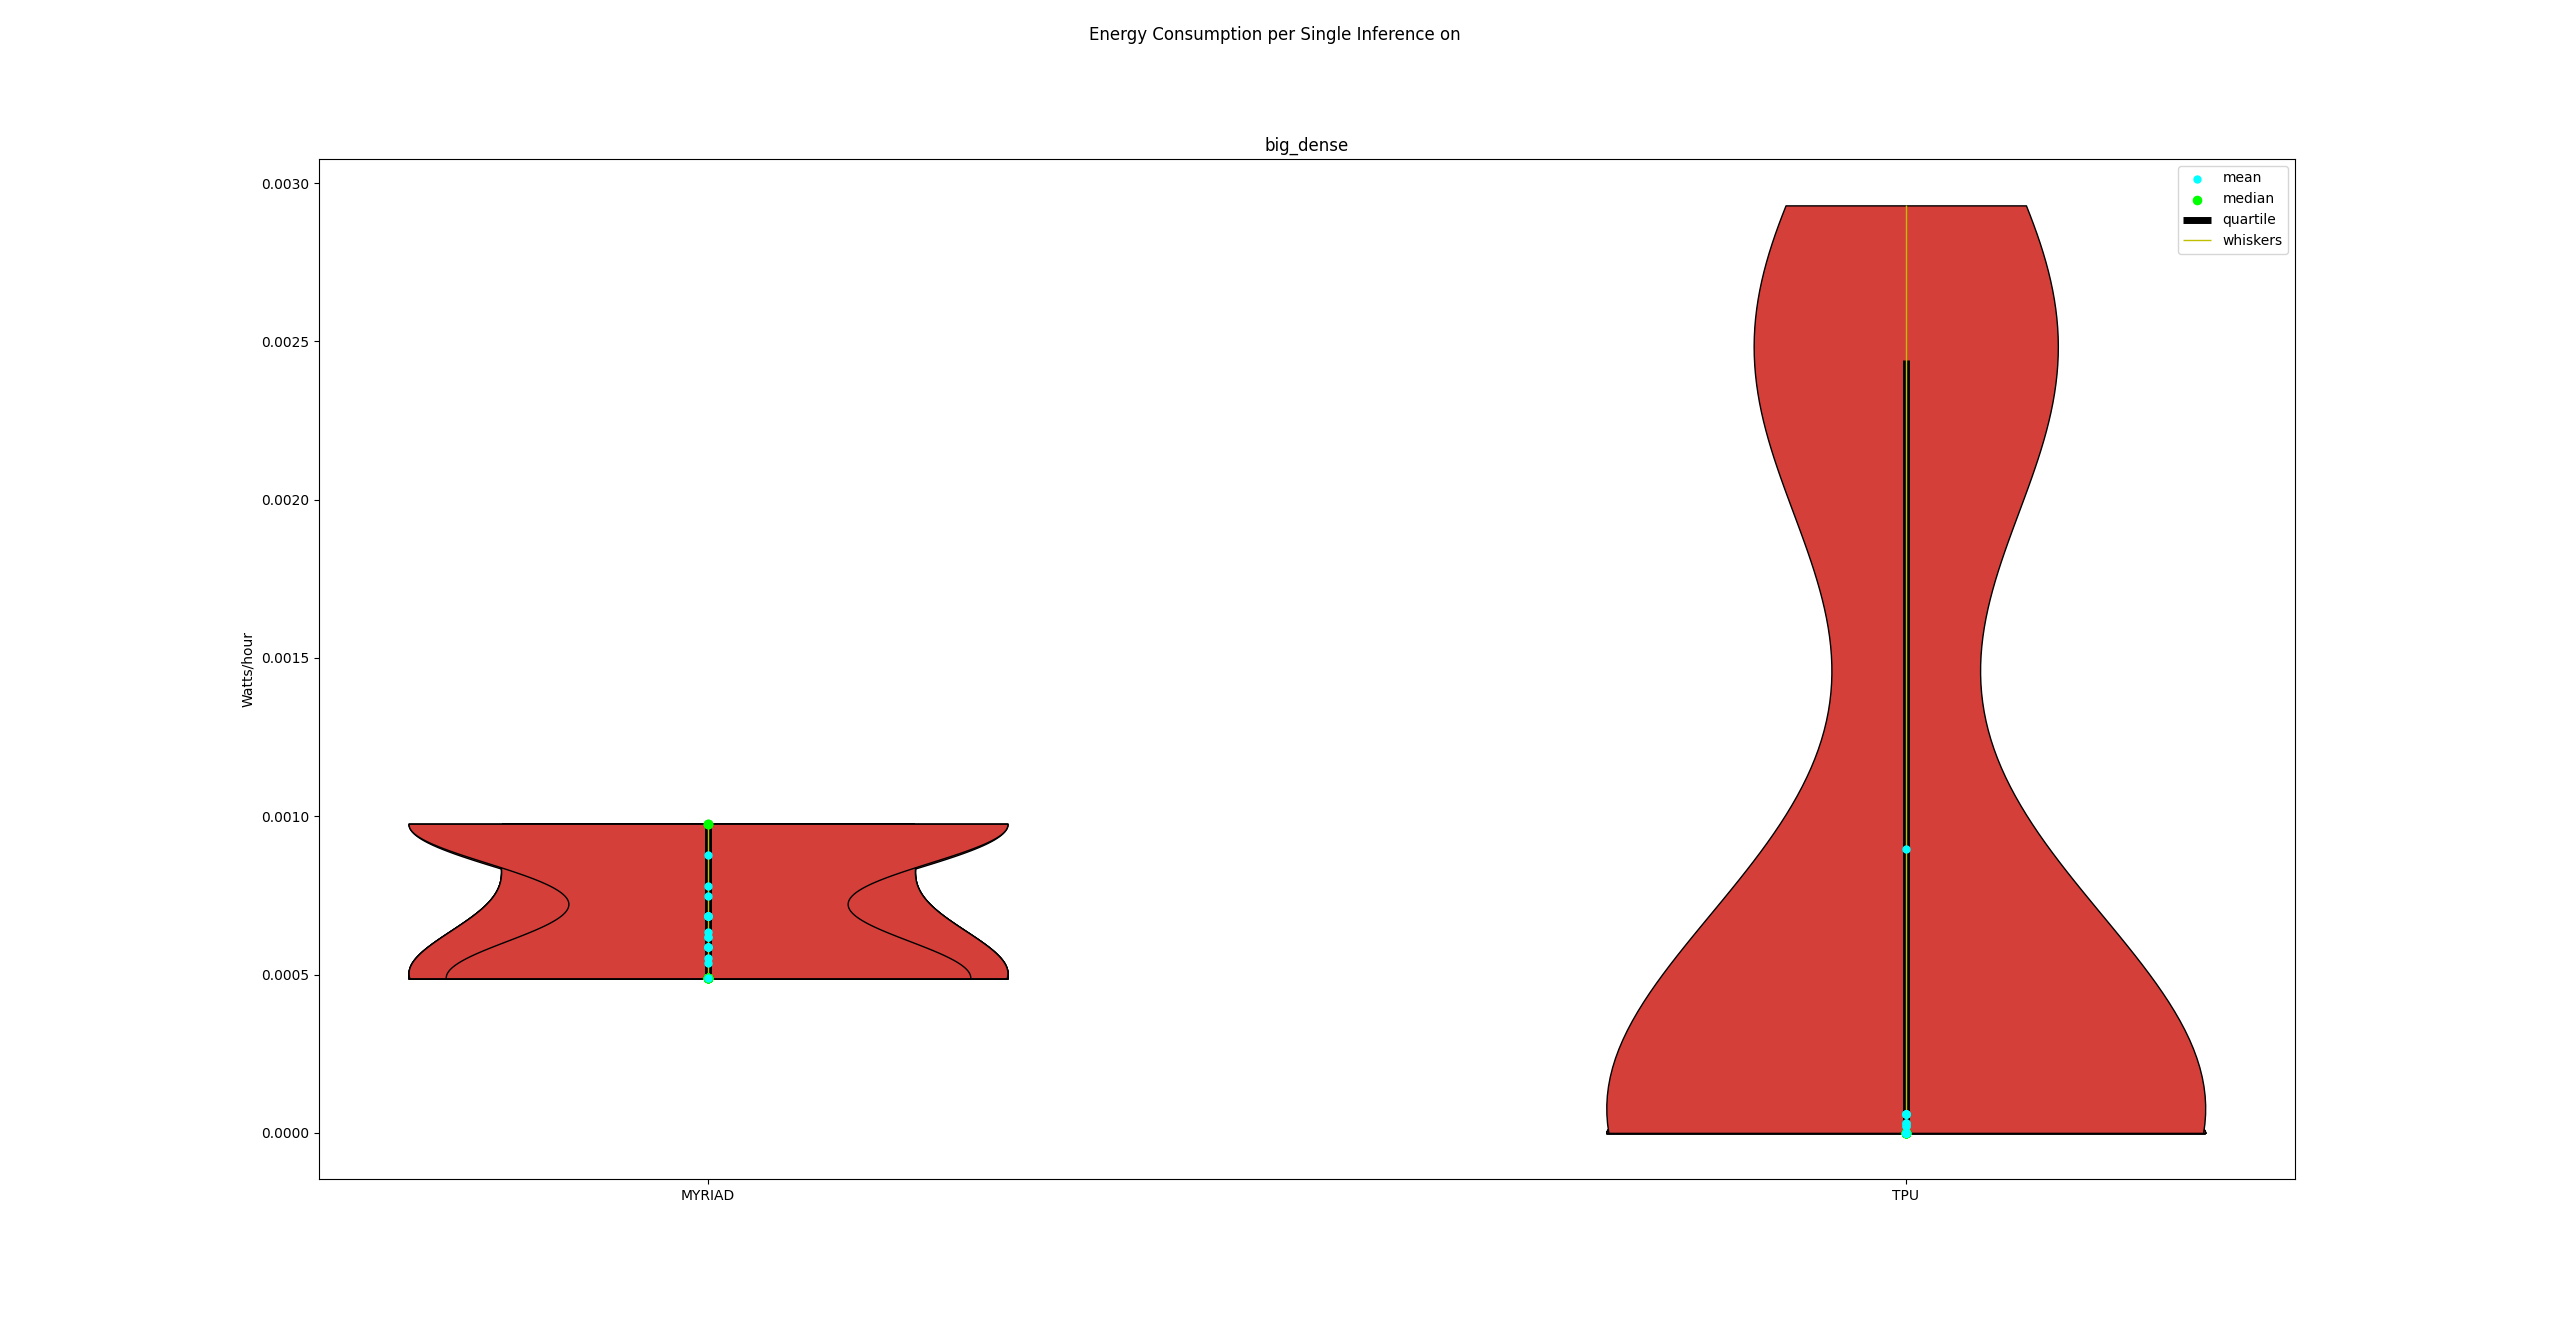 Energy Consumption per Single Inference on
big_dense
mean
median
quartile
whiskers
0.0030
0.0025
0.0020
0.0015
0.0010
0.0005
0.0000
Watts/hour
MYRIAD
TPU